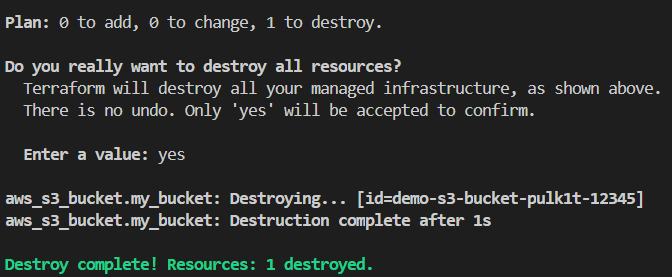 Plan: 0 to add, 0 to change, 1 to destroy.
Do you really want to destroy all resources?
Terraform will destroy all your managed infrastructure, as shown above.
There is no undo. Only 'yes' will be accepted to confirm.
Enter a value: yes
aws_s3_bucket.my_bucket: Destroying... [id=demo-s3-bucket-pulk1t-12345]
aws_s3_bucket.my_bucket: Destruction complete after 1s
Destroy complete! Resources: 1 destroyed.